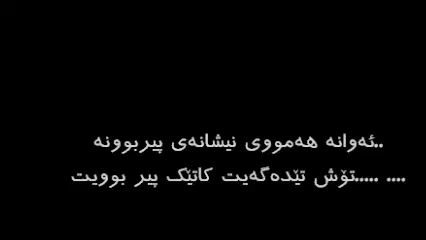 ..ئەوانە هەمووی نیشانەی پیربوونە
.... .....تۆش تێدەگەیت کاتێک پیر بوویت